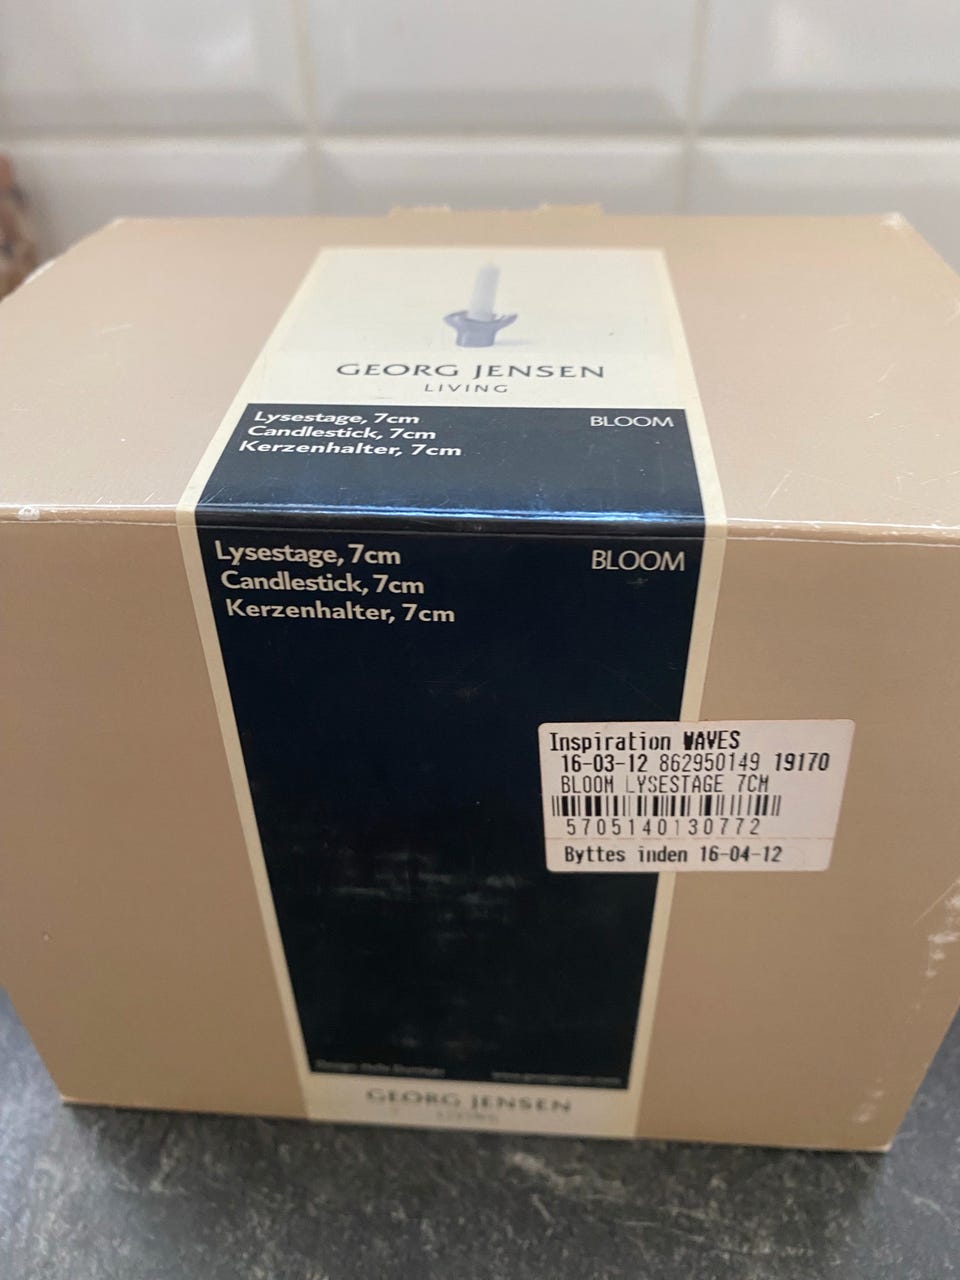 GEORG JENSEN
LIVING
Lysestage, 7cm
Candlestick, 7cm
Kerzenhalter, 7cm
BLOOM
Lysestage, 7cm
Candlestick, 7cm
Kerzenhalter, 7cm
BLOOM
Inspiration WAVES
16-03-12 862950149 19170
BLOOM LYSESTAGE 7CM
5705140130772
Byttes inden 16-04-12
GEORG JENSEN
LIVING